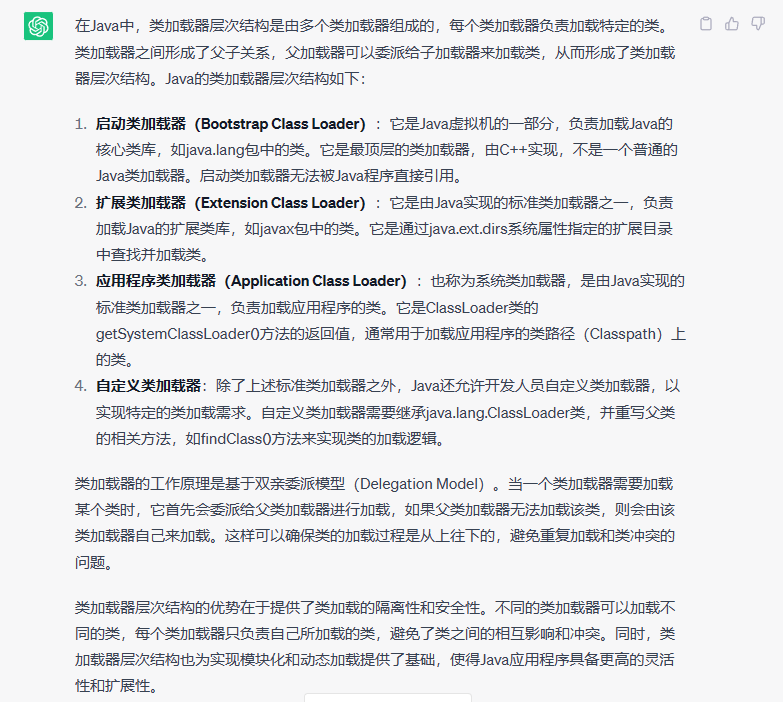 在Java中，类加载器层次结构是由多个类加载器组成的，每个类加载器负责加载特定的类。
类加载器之间形成了父子关系，父加载器可以委派给子加载器来加载类，从而形成了类加载
器层次结构。Java的类加载器层次结构如下：
1. 启动类加载器（Bootstrap Class Loader）：它是Java虚拟机的一部分，负责加载Java的
核心类库，如java.lang包中的类。它是最顶层的类加载器，由C++实现，不是一个普通的
Java类加载器。启动类加载器无法被Java程序直接引用。
2. 扩展类加载器（Extension Class Loader）：它是由Java实现的标准类加载器之一，负责
加载Java的扩展类库，如javax包中的类。它是通过java.ext.dirs系统属性指定的扩展目录
中查找并加载类。
3. 应用程序类加载器（Application Class Loader）：也称为系统类加载器，是由Java实现的
标准类加载器之一，负责加载应用程序的类。它是ClassLoader类的
getSystemClassLoader()方法的返回值，通常用于加载应用程序的类路径（Classpath）上
的类。
4. 自定义类加载器：除了上述标准类加载器之外，Java还允许开发人员自定义类加载器，以
实现特定的类加载需求。自定义类加载器需要继承java.lang.ClassLoader类，并重写父类
的相关方法，如findClass()方法来实现类的加载逻辑。
类加载器的工作原理是基于双亲委派模型（Delegation Model）。当一个类加载器需要加载
某个类时，它首先会委派给父类加载器进行加载，如果父类加载器无法加载该类，则会由该
类加载器自己来加载。这样可以确保类的加载过程是从上往下的，避免重复加载和类冲突的
问题。
类加载器层次结构的优势在于提供了类加载的隔离性和安全性。不同的类加载器可以加载不
同的类，每个类加载器只负责自己所加载的类，避免了类之间的相互影响和冲突。同时，类
加载器层次结构也为实现模块化和动态加载提供了基础，使得Java应用程序具备更高的灵活
性和扩展性。